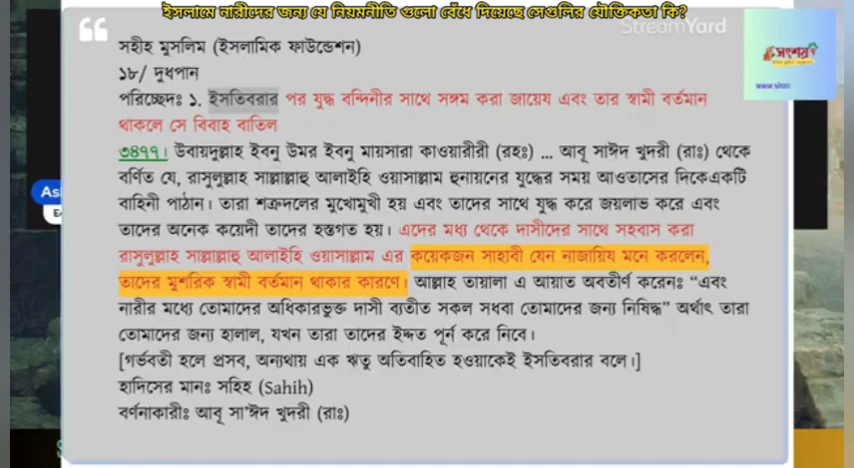 ইসলামে নারীদের জন্য যে নিয়মনীতি গুলো বেঁধে দিয়েছে সেগুলির যৌক্তিকতা কি?
StreamYard
সংশয়
সহীহ মুসলিম (ইসলামিক ফাউন্ডেশন)
১৮/ দুধপান
পরিচ্ছেদঃ ১. ইসতিবরার পর যুদ্ধ বন্দিনীর সাথে সঙ্গম করা জায়েয এবং তার স্বামী বর্তমান
থাকলে সে বিবাহ বাতিল
৩৪৭৭। উবায়দুল্লাহ ইবনু উমর ইবনু মায়সারা কাওয়ারীরী (রহঃ) ... আবূ সাঈদ খুদরী (রাঃ) থেকে
বর্ণিত যে, রাসুলুল্লাহ সাল্লাল্লাহু আলাইহি ওয়াসাল্লাম হুনায়নের যুদ্ধের সময় আওতাসের দিকেএকটি
বাহিনী পাঠান। তারা শত্রুদলের মুখোমুখী হয় এবং তাদের সাথে যুদ্ধ করে জয়লাভ করে এবং
তাদের অনেক কয়েদী তাদের হস্তগত হয়। এদের মধ্য থেকে দাসীদের সাথে সহবাস করা
রাসুলুল্লাহ সাল্লাল্লাহু আলাইহি ওয়াসাল্লাম এর কয়েকজন সাহাবী যেন নাজায়িয মনে করলেন,
তাদের মুশরিক স্বামী বর্তমান থাকার কারণে। আল্লাহ তায়ালা এ আয়াত অবতীর্ণ করেনঃ “এবং
নারীর মধ্যে তোমাদের অধিকারভুক্ত দাসী ব্যতীত সকল সধবা তোমাদের জন্য নিষিদ্ধ” অর্থাৎ তারা
তোমাদের জন্য হালাল, যখন তারা তাদের ইদ্দত পূর্ন করে নিবে।
[গর্ভবতী হলে প্রসব, অন্যথায় এক ঋতু অতিবাহিত হওয়াকেই ইসতিবরার বলে।]
হাদিসের মানঃ সহিহ (Sahih)
বর্ণনাকারীঃ আবূ সা’ঈদ খুদরী (রাঃ)